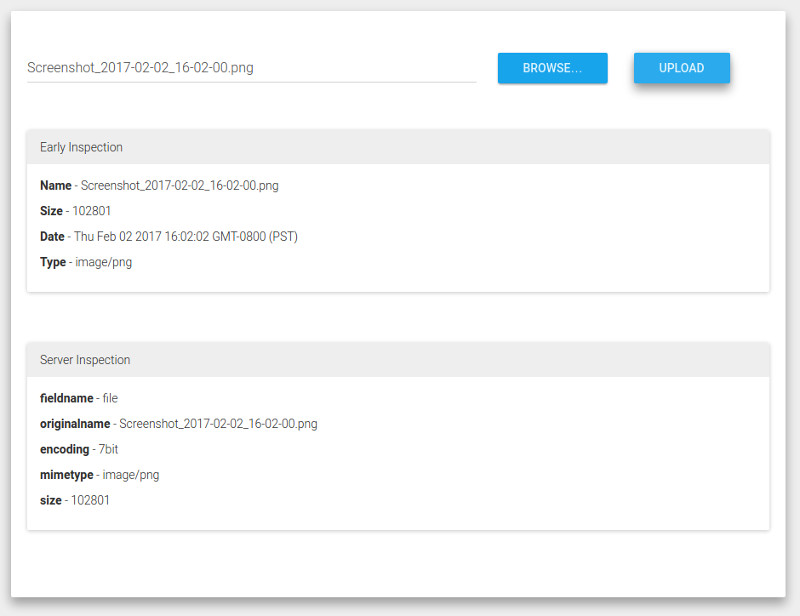 Screenshot_2017-02-02_16-02-00.png BROWSE... UPLOAD
Early Inspection
Name - Screenshot_2017-02-02_16-02-00.png
Size - 102801
Date - Thu Feb 02 2017 16:02:02 GMT-0800 (PST)
Type - image/png
Server Inspection
fieldname - file
originalname - Screenshot_2017-02-02_16-02-00.png
encoding - 7bit
mimetype - image/png
size - 102801